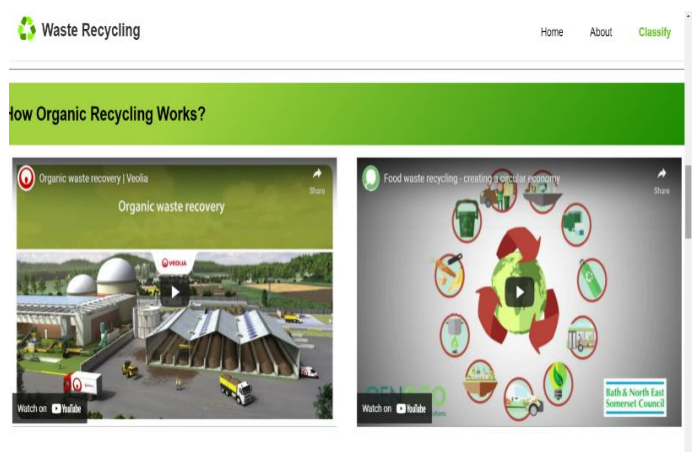 Waste Recycling
Home About Classify
How Organic Recycling Works?
Organic waste recovery | Veolia
Share
Organic waste recovery
VEOLIA
Watch on YouTube
Food waste recycling - creating a circular economy
Share
Bath & North East
Somerset Council
Watch on YouTube